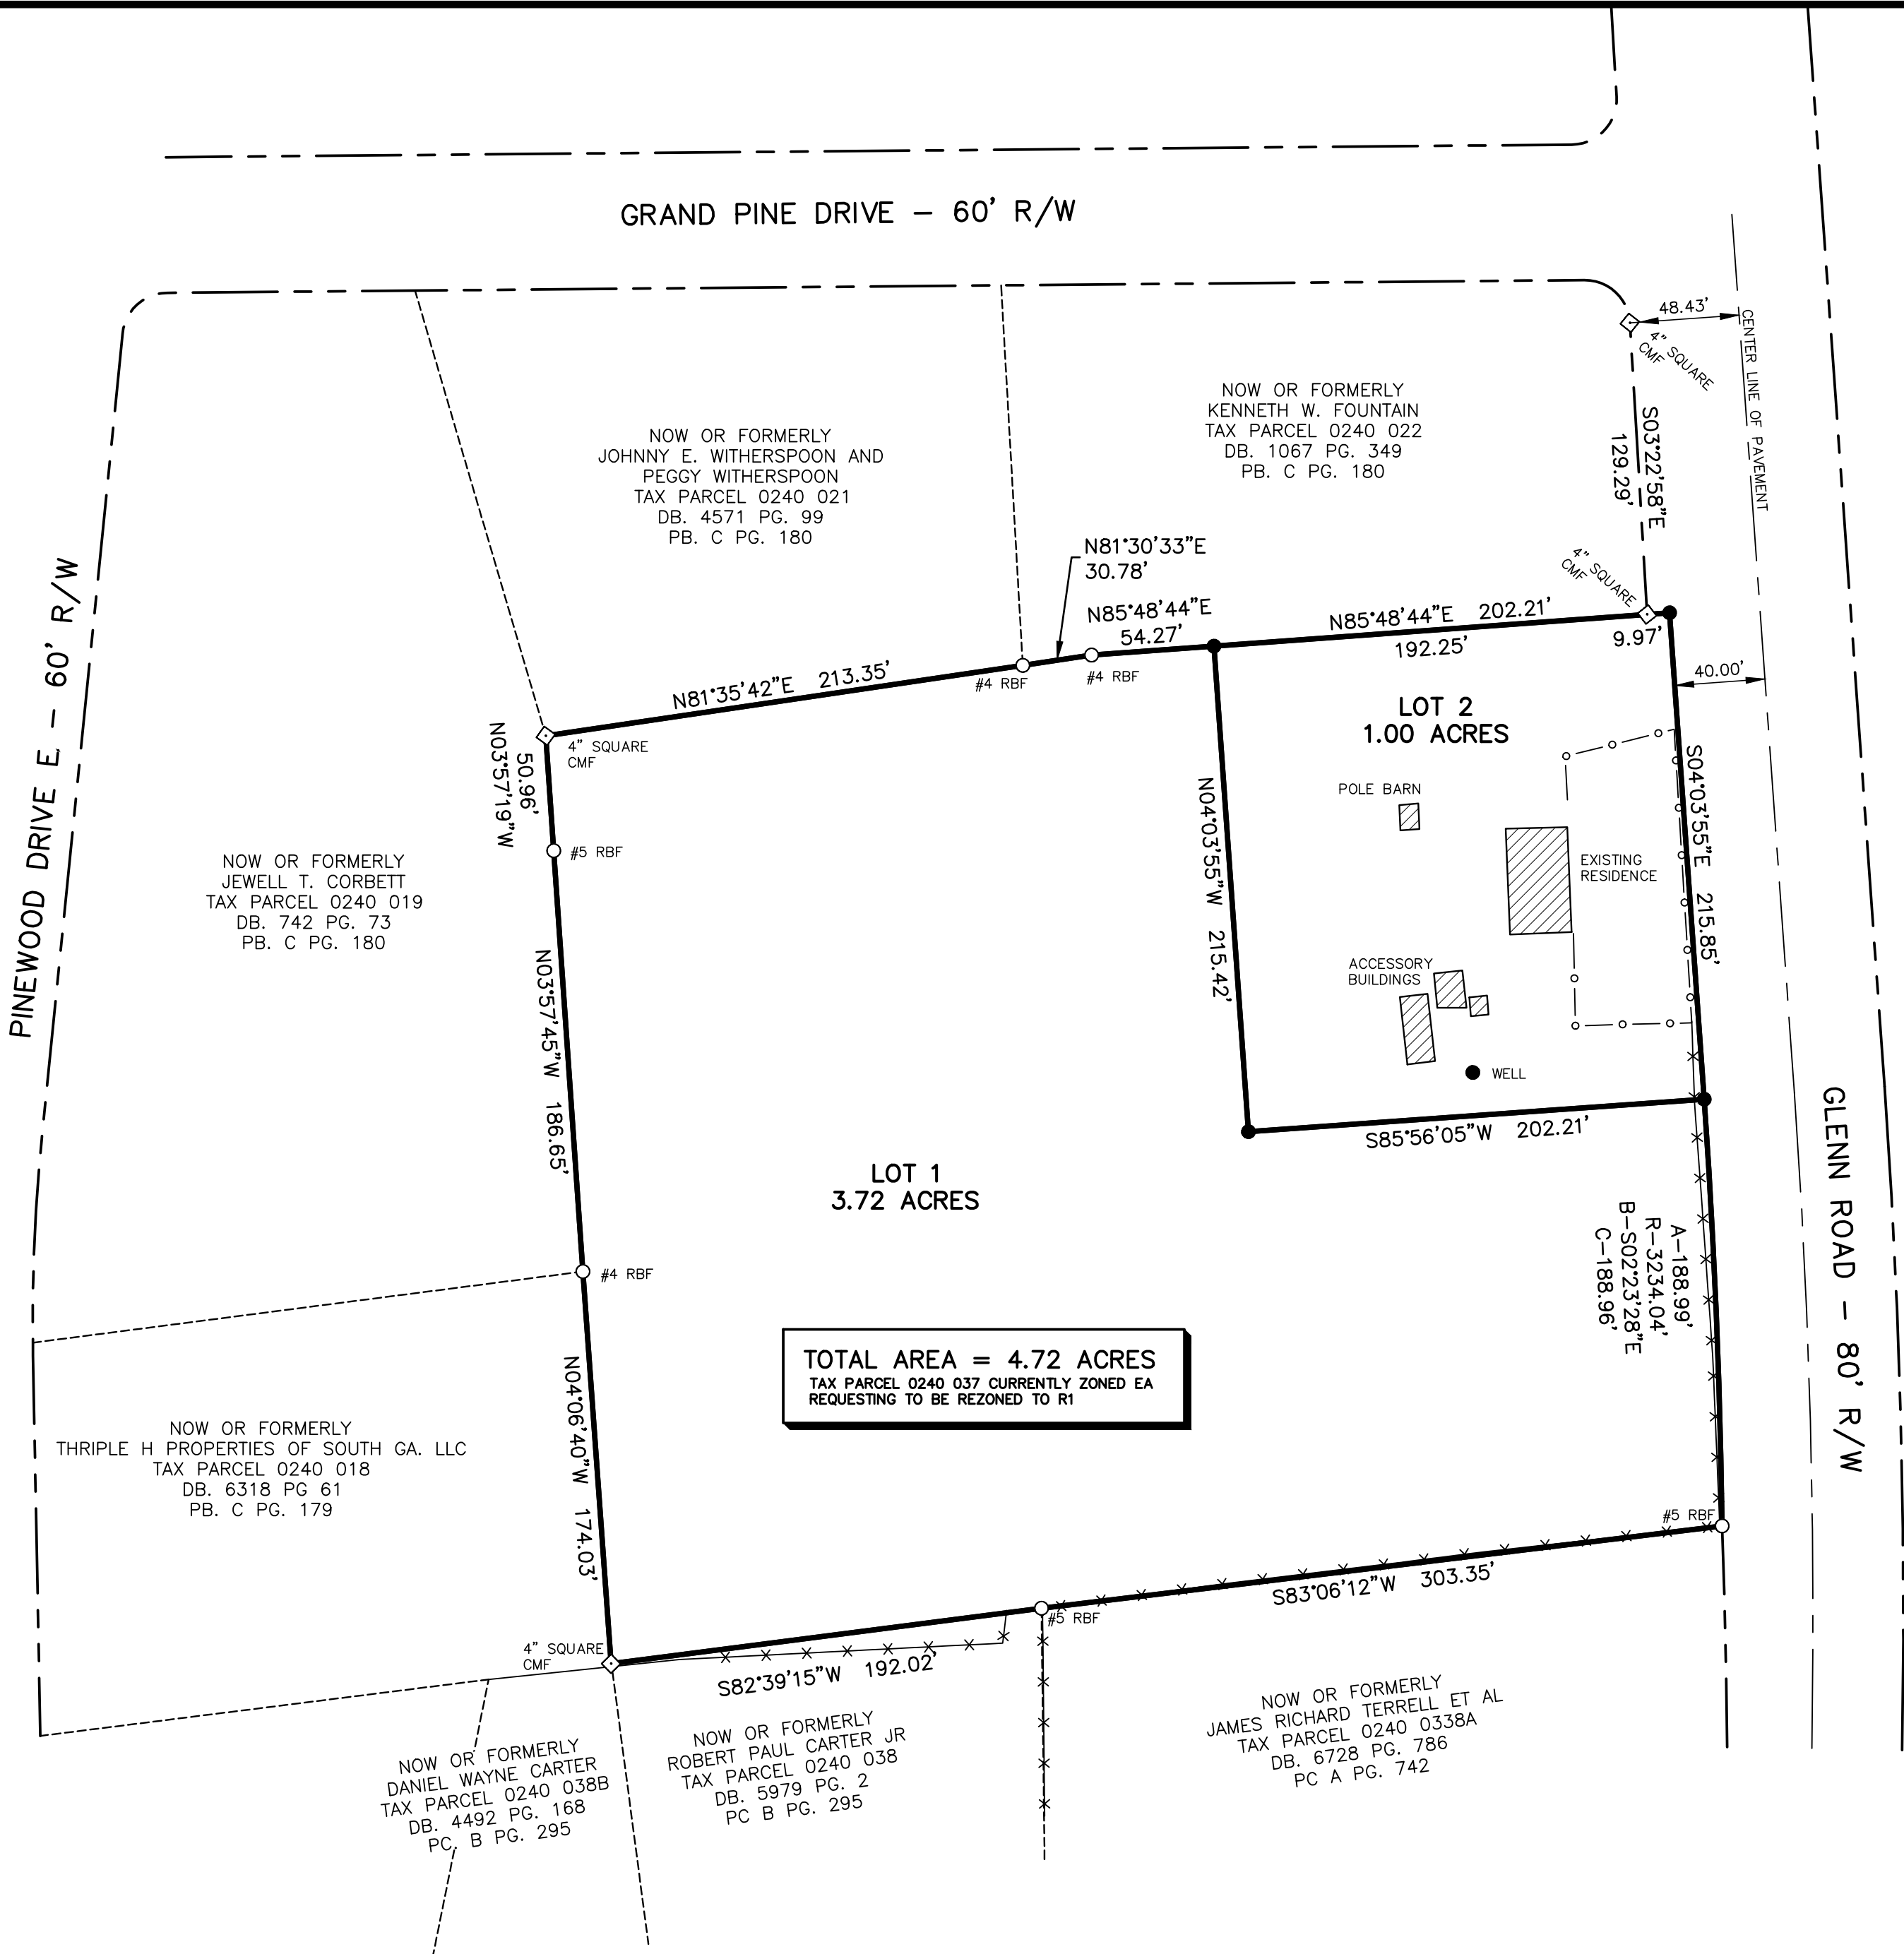 GRAND PINE DRIVE – 60' R/W
48.43'
4" SQUARE
CMF
CENTER LINE OF PAVEMENT
S03°22'58"E
129.29'
NOW OR FORMERLY
KENNETH W. FOUNTAIN
TAX PARCEL 0240 022
DB. 1067 PG. 349
PB. C PG. 180
NOW OR FORMERLY
JOHNNY E. WITHERSPOON AND
PEGGY WITHERSPOON
TAX PARCEL 0240 021
DB. 4571 PG. 99
PB. C PG. 180
N81°30'33"E
30.78'
4" SQUARE
CMF
N85°48'44"E
54.27'
N85°48'44"E 202.21'
192.25'
9.97'
40.00'
PINEWOOD DRIVE E. – 60' R/W
N81°35'42"E 213.35'
#4 RBF
#4 RBF
4" SQUARE
CMF
50.96'
N03°57'19"W
#5 RBF
LOT 2
1.00 ACRES
POLE BARN
S04°03'55"E 215.85'
N04°03'55"W 215.42'
EXISTING
RESIDENCE
NOW OR FORMERLY
JEWELL T. CORBETT
TAX PARCEL 0240 019
DB. 742 PG. 73
PB. C PG. 180
N03°57'45"W 186.65'
ACCESSORY
BUILDINGS
WELL
S85°56'05"W 202.21'
LOT 1
3.72 ACRES
GLENN ROAD – 80' R/W
A–188.99'
R–3234.04'
B–S02°23'28"E
C–188.96'
#4 RBF
TOTAL AREA = 4.72 ACRES
TAX PARCEL 0240 037 CURRENTLY ZONED EA
REQUESTING TO BE REZONED TO R1
N04°06'40"W 174.03'
NOW OR FORMERLY
THRIPLE H PROPERTIES OF SOUTH GA. LLC
TAX PARCEL 0240 018
DB. 6318 PG 61
PB. C PG. 179
#5 RBF
S83°06'12"W 303.35'
#5 RBF
4" SQUARE
CMF
S82°39'15"W 192.02'
NOW OR FORMERLY
DANIEL WAYNE CARTER
TAX PARCEL 0240 038B
DB. 4492 PG. 168
PC. B PG. 295
NOW OR FORMERLY
ROBERT PAUL CARTER JR
TAX PARCEL 0240 038
DB. 5979 PG. 2
PC B PG. 295
NOW OR FORMERLY
JAMES RICHARD TERRELL ET AL
TAX PARCEL 0240 0338A
DB. 6728 PG. 786
PC A PG. 742